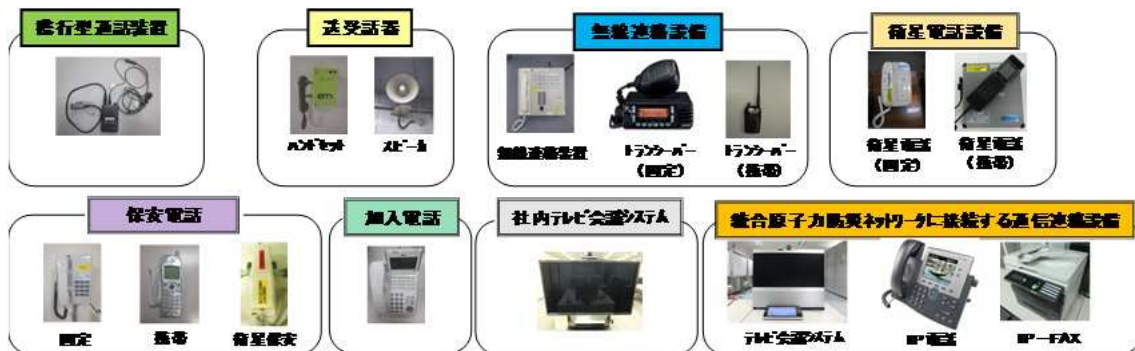 携行型通話装置
送受話器
無線連絡設備
衛星電話設備
ハンドセット
スピーカ
無線連絡装置
トランシーバー
(固定)
トランシーバー
(携帯)
衛星電話
(固定)
衛星電話
(携帯)
保安電話
加入電話
社内テレビ会議システム
統合原子力防災ネットワークに接続する通信連絡設備
固定
携帯
衛星保安
テレビ会議システム
IP電話
IP-FAX